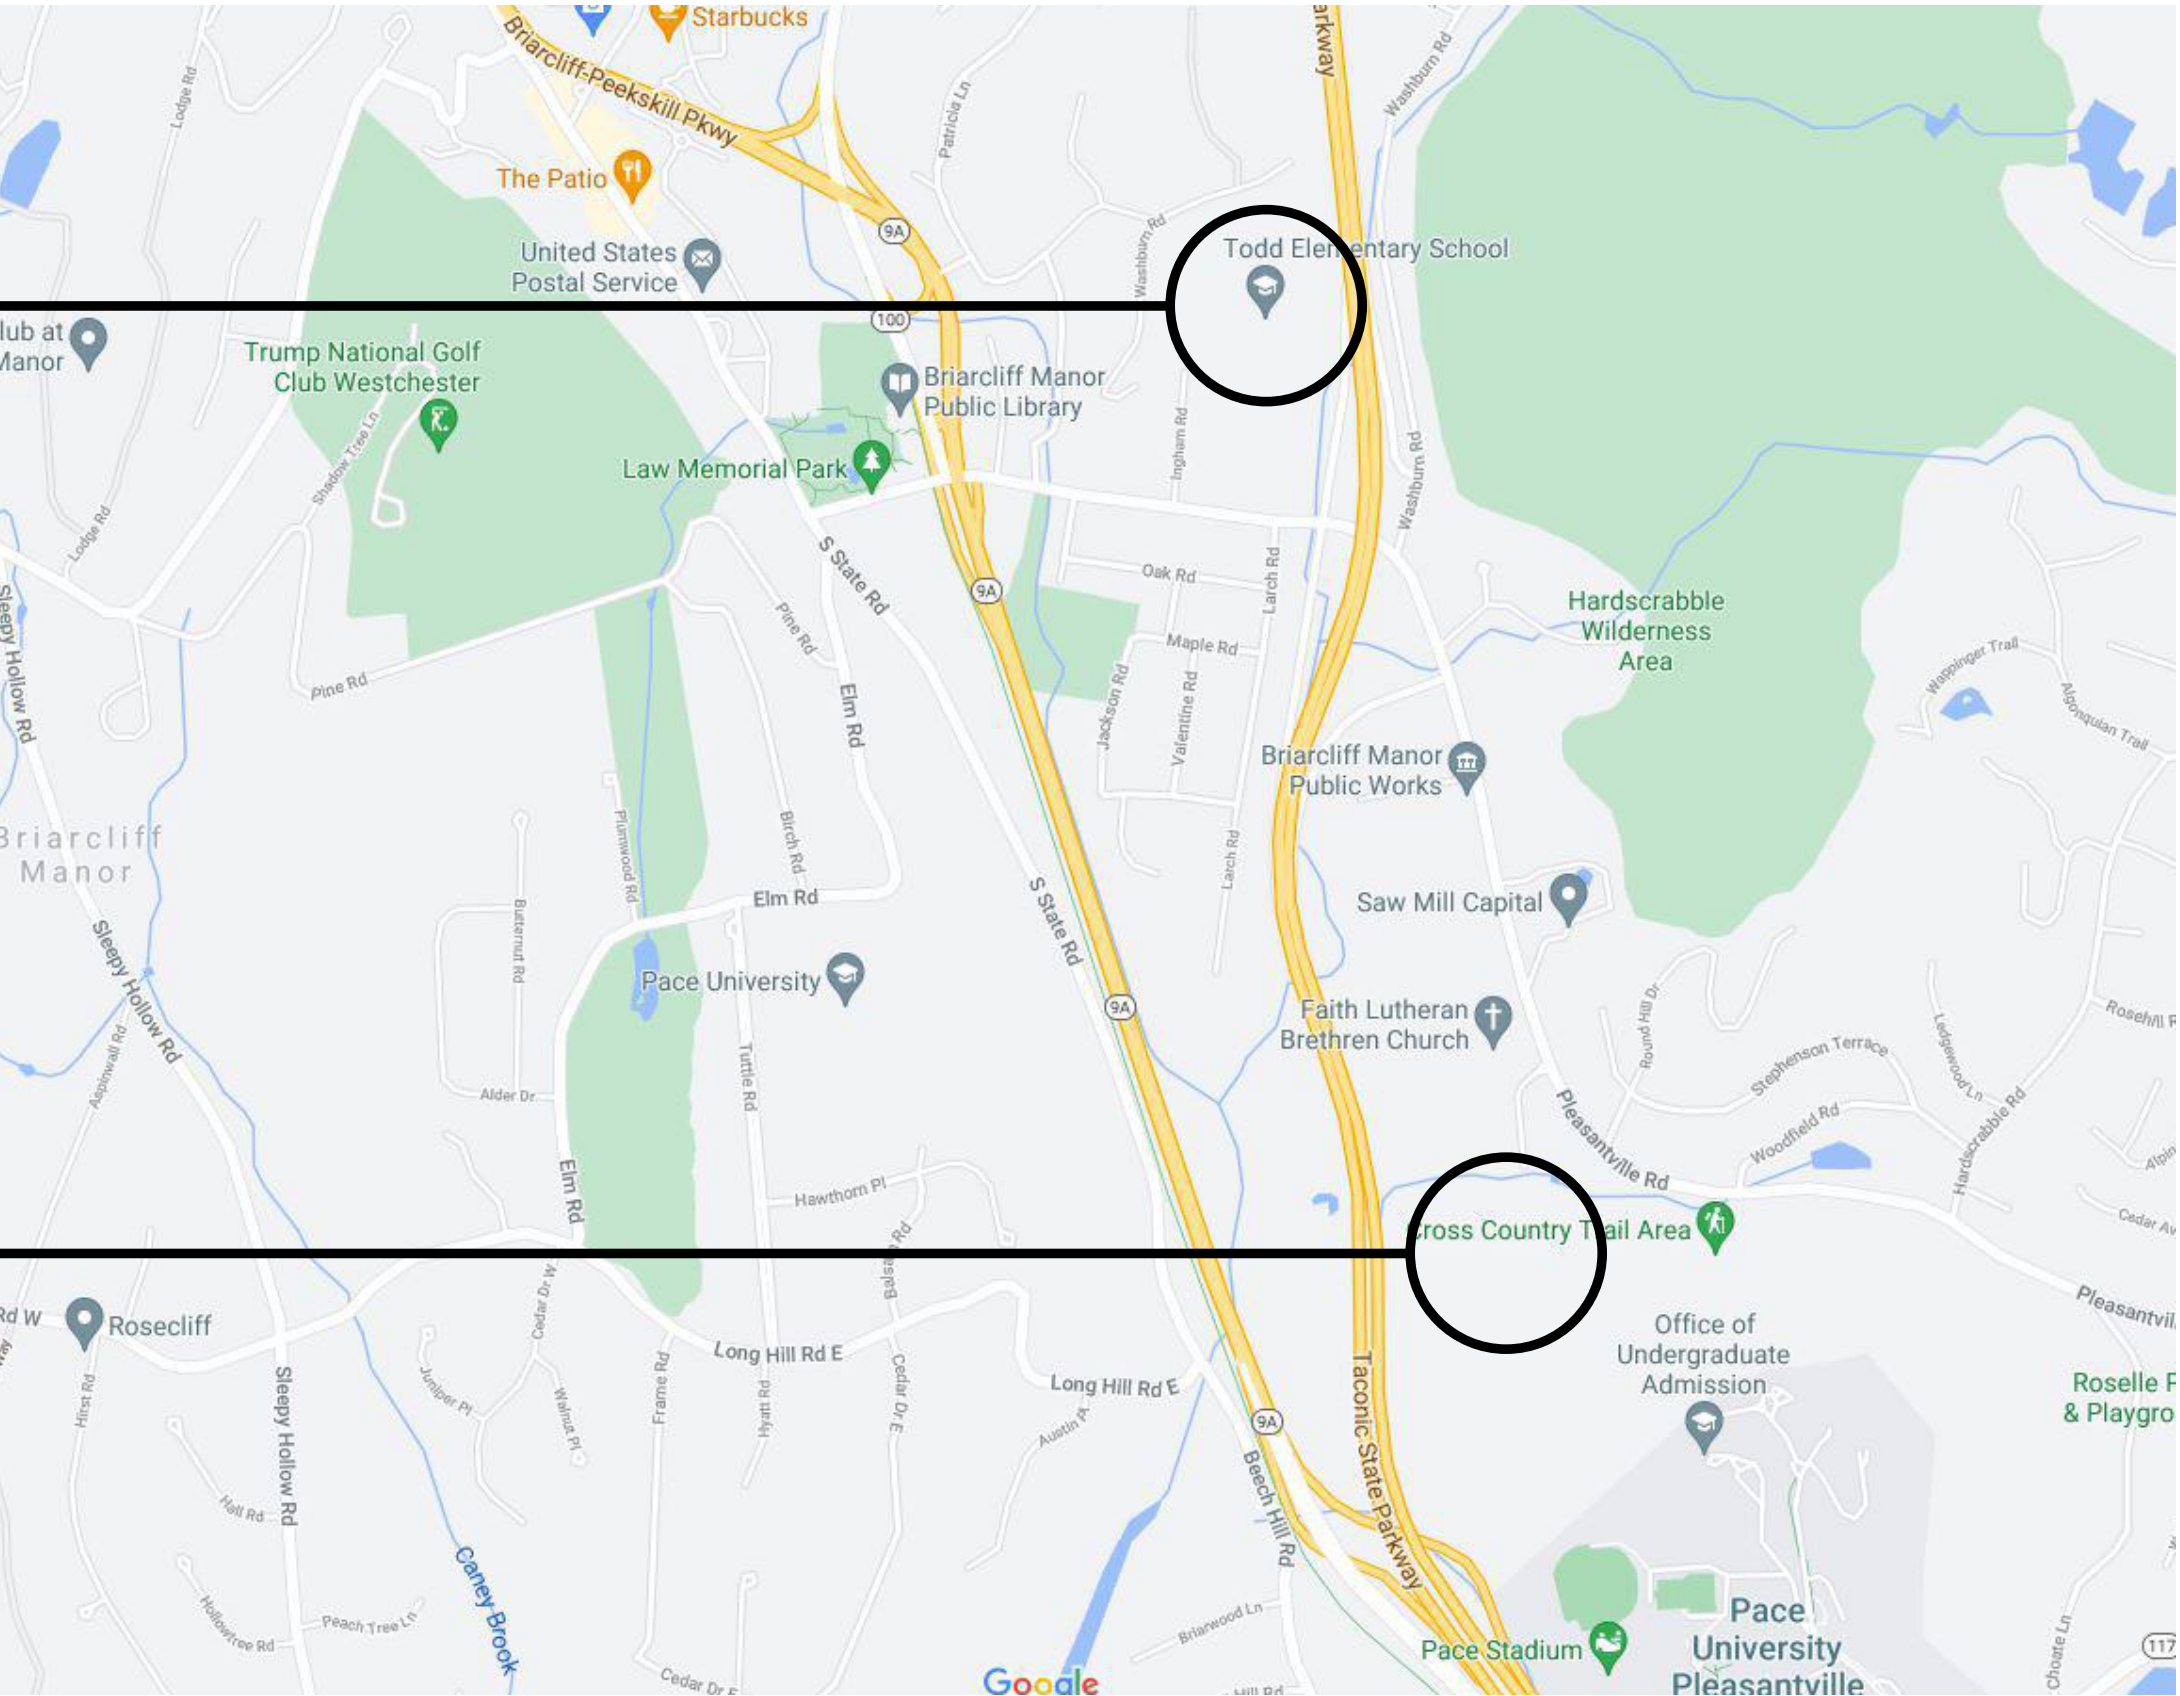 Starbucks
Briarcliff-Peekskill Pkwy
arkway
Washburn Rd
Lodge Rd
Patricia Ln
The Patio
9A
United States
Postal Service
Washburn Rd
Todd Elementary School
100
lub at
Manor
Trump National Golf
Club Westchester
Briarcliff Manor
Public Library
Shadow Tree Ln
Ingham Rd
Washburn Rd
Law Memorial Park
Lodge Rd
S State Rd
Oak Rd
Larch Rd
9A
Hardscrabble
Wilderness
Area
Sleepy Hollow Rd
Pine Rd
Maple Rd
Wappinger Trail
Pine Rd
Elm Rd
Jackson Rd
Valentine Rd
Algonquian Trail
Briarcliff Manor
Public Works
Briarcliff
Manor
Plumwood Rd
Birch Rd
Larch Rd
Elm Rd
S State Rd
Saw Mill Capital
Butternut Rd
Sleepy Hollow Rd
Pace University
9A
Faith Lutheran
Brethren Church
Round Hill Dr
Ledgewood Ln
Rosehill R
Aspinwall Rd
Tuttle Rd
Stephenson Terrace
Alder Dr
Pleasantville Rd
Woodfield Rd
Hardscrabble Rd
Alpin
Elm Rd
Hawthorn Pl
Cross Country Trail Area
Cedar Av
Cedar Dr W
Pleasantvil
Rd W
Rosecliff
Long Hill Rd E
Office of
Undergraduate
Admission
Juniper Pl
Walnut Pl
Frame Rd
Hyatt Rd
Cedar Dr E
Long Hill Rd E
Austin Pl
Taconic State Parkway
Roselle P
& Playgro
Hirst Rd
Sleepy Hollow Rd
9A
Beech Hill Rd
Hall Rd
Caney Brook
Hollowtree Rd
Peach Tree Ln
Briarwood Ln
Pace Stadium
Pace
University
Pleasantville
Choate Ln
117
Cedar Dr E
Google
Hill Rd